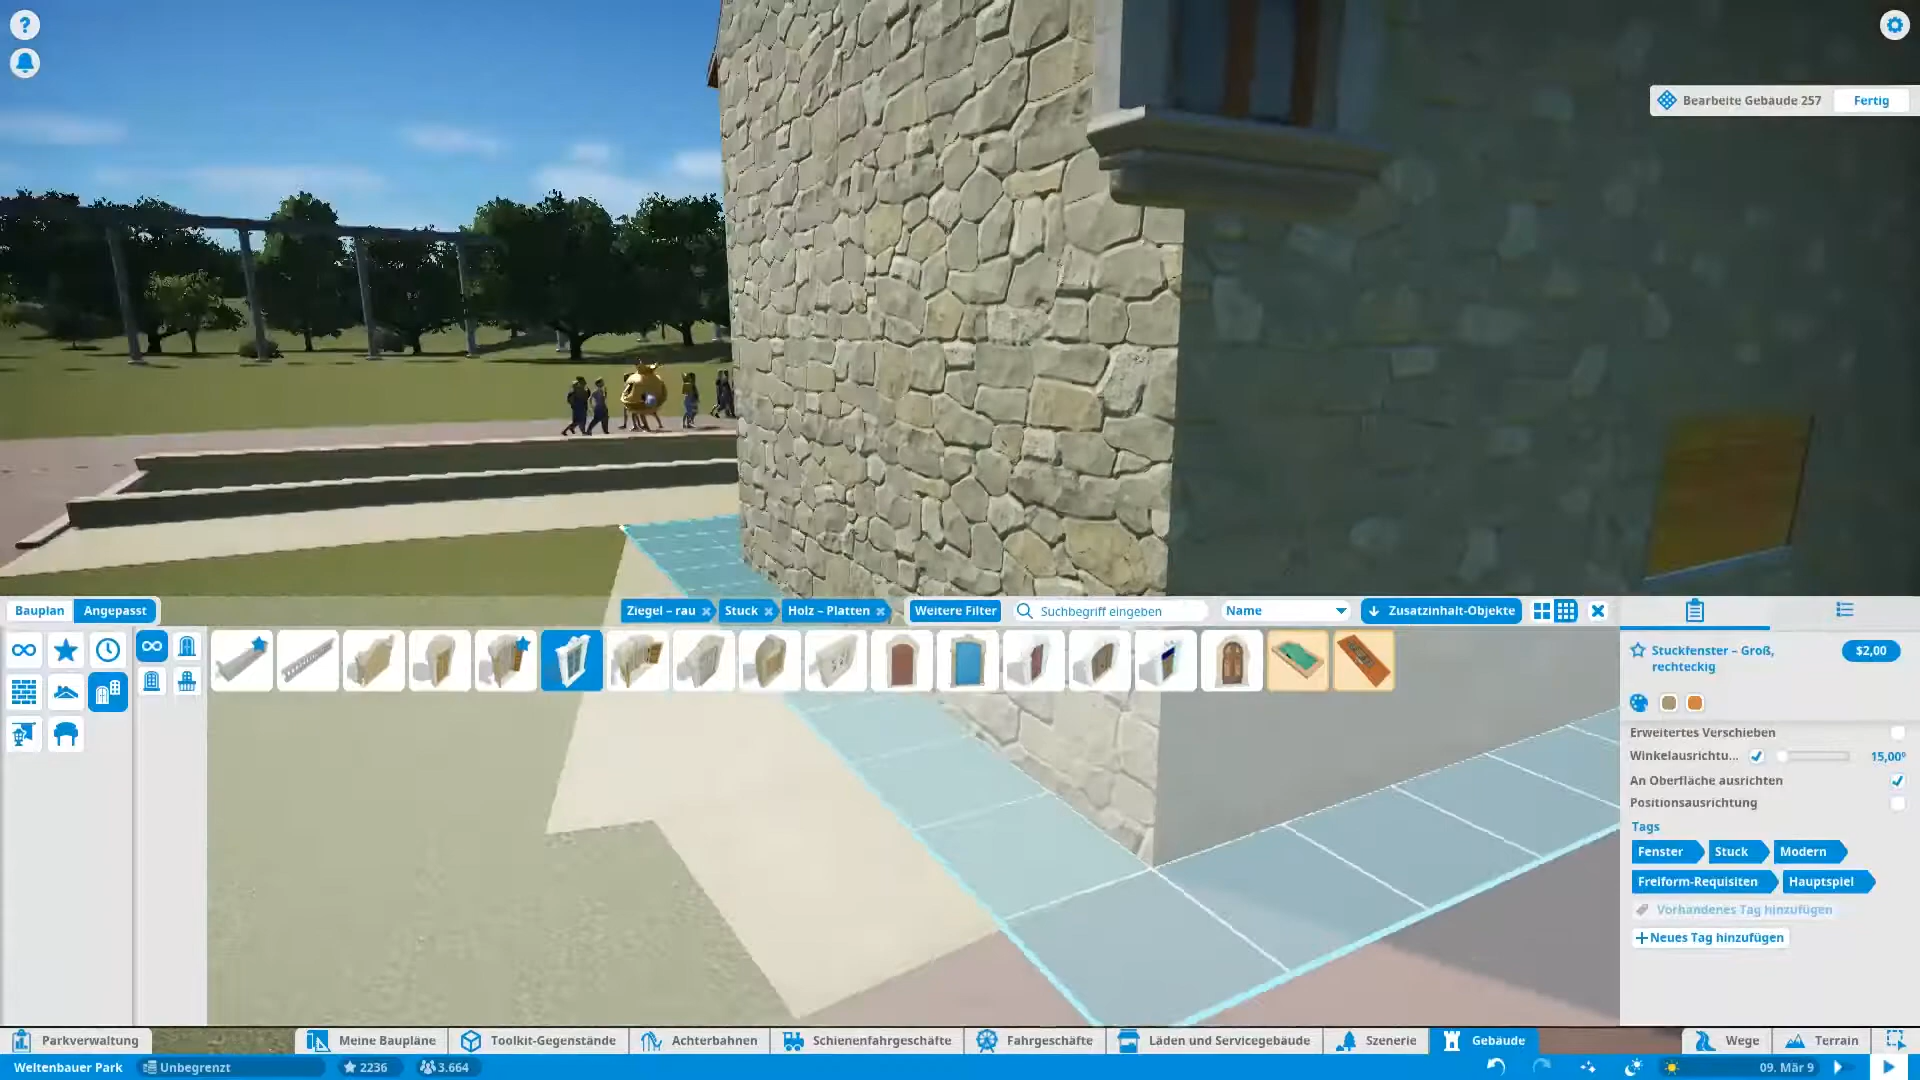 ?
Bearbeite Gebäude 257
Fertig
Bauplan
Angepasst
Ziegel – rau
Stuck
Holz – Platten
Weitere Filter
Suchbegriff eingeben
Name
Zusatzinhalt-Objekte
Stuckfenster – Groß, rechteckig
$2,00
Erweitertes Verschieben
Winkelausrichtu...
15,00°
An Oberfläche ausrichten
Positionsausrichtung
Tags
Fenster
Stuck
Modern
Freiform-Requisiten
Hauptspiel
Vorhandenes Tag hinzufügen
+Neues Tag hinzufügen
Parkverwaltung
Meine Baupläne
Toolkit-Gegenstände
Achterbahnen
Schienenfahrgeschäfte
Fahrgeschäfte
Läden und Servicegebäude
Szenerie
Gebäude
Wege
Terrain
Weltenbauer Park
Unbegrenzt
2236
3.664
09. Mär 9